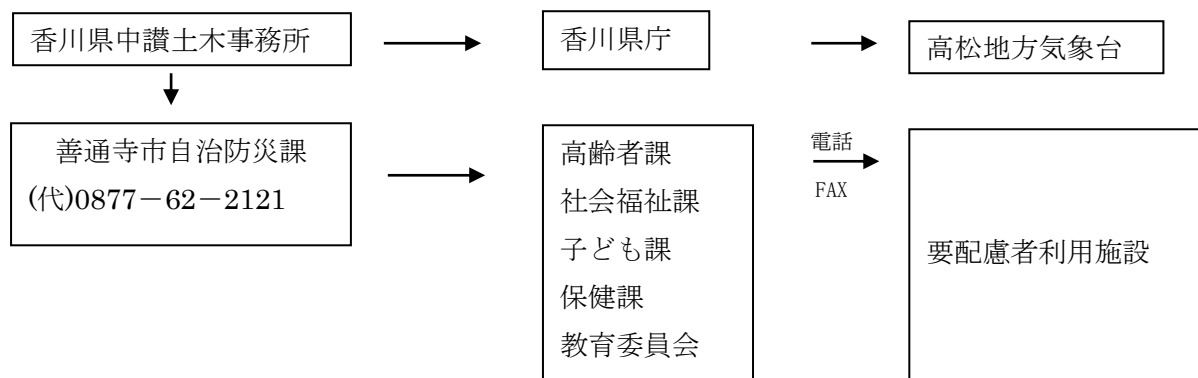 香川県中讃土木事務所
香川県庁
高松地方気象台
善通寺市自治防災課
(代)0877－62－2121
高齢者課
社会福祉課
子ども課
保健課
教育委員会
電話
FAX
要配慮者利用施設